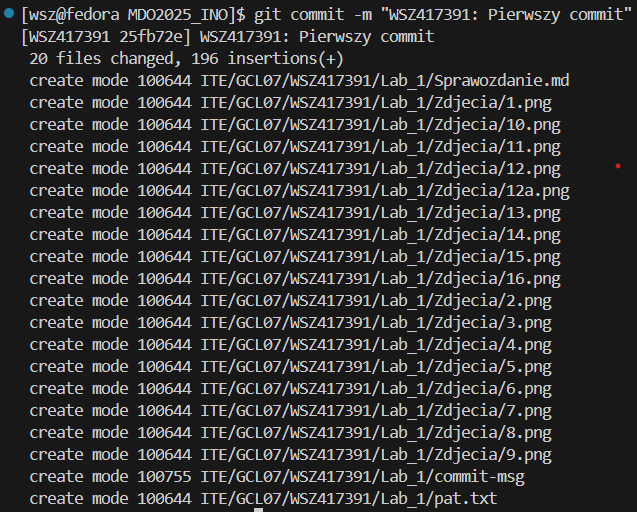 [wsz@fedora MDO2025_INO]$ git commit -m "WSZ417391: Pierwszy commit"
[WSZ417391 25fb72e] WSZ417391: Pierwszy commit
20 files changed, 196 insertions(+)
create mode 100644 ITE/GCL07/WSZ417391/Lab_1/Sprawozdanie.md
create mode 100644 ITE/GCL07/WSZ417391/Lab_1/Zdjecia/1.png
create mode 100644 ITE/GCL07/WSZ417391/Lab_1/Zdjecia/10.png
create mode 100644 ITE/GCL07/WSZ417391/Lab_1/Zdjecia/11.png
create mode 100644 ITE/GCL07/WSZ417391/Lab_1/Zdjecia/12.png
create mode 100644 ITE/GCL07/WSZ417391/Lab_1/Zdjecia/12a.png
create mode 100644 ITE/GCL07/WSZ417391/Lab_1/Zdjecia/13.png
create mode 100644 ITE/GCL07/WSZ417391/Lab_1/Zdjecia/14.png
create mode 100644 ITE/GCL07/WSZ417391/Lab_1/Zdjecia/15.png
create mode 100644 ITE/GCL07/WSZ417391/Lab_1/Zdjecia/16.png
create mode 100644 ITE/GCL07/WSZ417391/Lab_1/Zdjecia/2.png
create mode 100644 ITE/GCL07/WSZ417391/Lab_1/Zdjecia/3.png
create mode 100644 ITE/GCL07/WSZ417391/Lab_1/Zdjecia/4.png
create mode 100644 ITE/GCL07/WSZ417391/Lab_1/Zdjecia/5.png
create mode 100644 ITE/GCL07/WSZ417391/Lab_1/Zdjecia/6.png
create mode 100644 ITE/GCL07/WSZ417391/Lab_1/Zdjecia/7.png
create mode 100644 ITE/GCL07/WSZ417391/Lab_1/Zdjecia/8.png
create mode 100644 ITE/GCL07/WSZ417391/Lab_1/Zdjecia/9.png
create mode 100755 ITE/GCL07/WSZ417391/Lab_1/commit-msg
create mode 100644 ITE/GCL07/WSZ417391/Lab_1/pat.txt